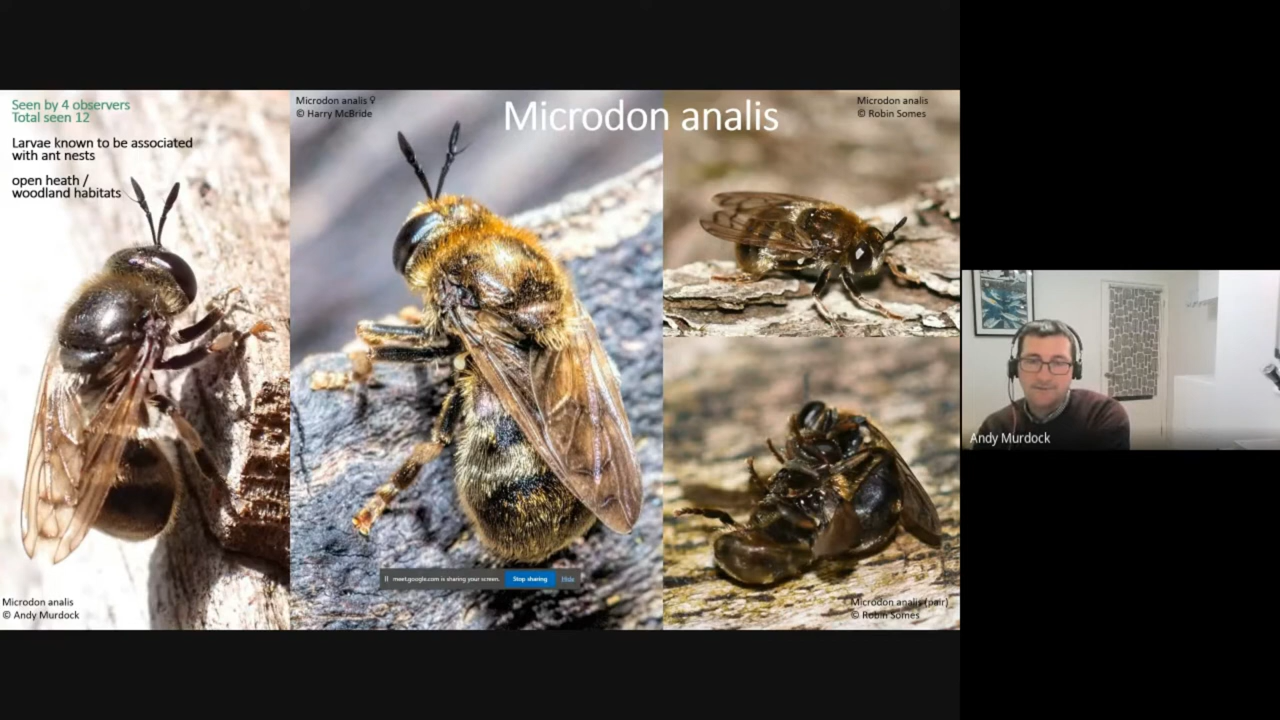 Seen by 4 observers
Total seen 12
Larvae known to be associated
with ant nests
open heath /
woodland habitats
Microdon analis
© Andy Murdock
Microdon analis ♀
© Harry McBride
Microdon analis
Microdon analis
© Robin Somes
meet.google.com is sharing your screen. Stop sharing Hide
Microdon analis (pair)
© Robin Somes
Andy Murdock